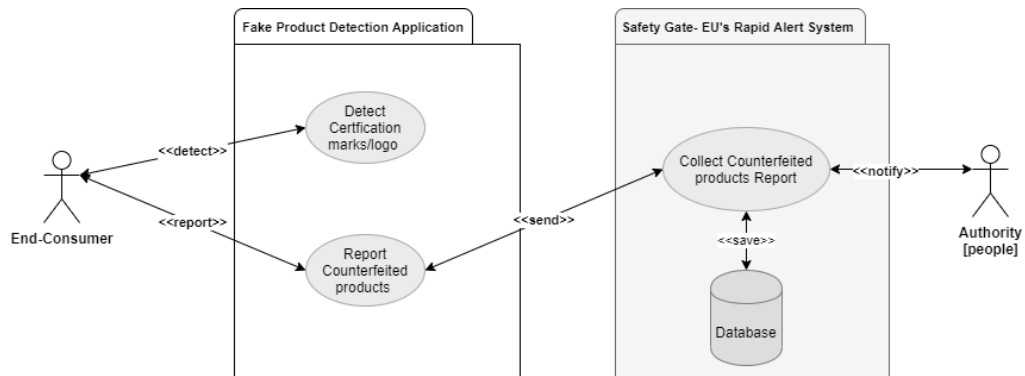 Fake Product Detection Application
Safety Gate- EU's Rapid Alert System
Detect
Certfication
marks/logo
<<detect>>
End-Consumer
<<report>>
Report
Counterfeited
products
<<send>>
Collect Counterfeited
products Report
<<notify>>
Authority
[people]
<<save>>
Database